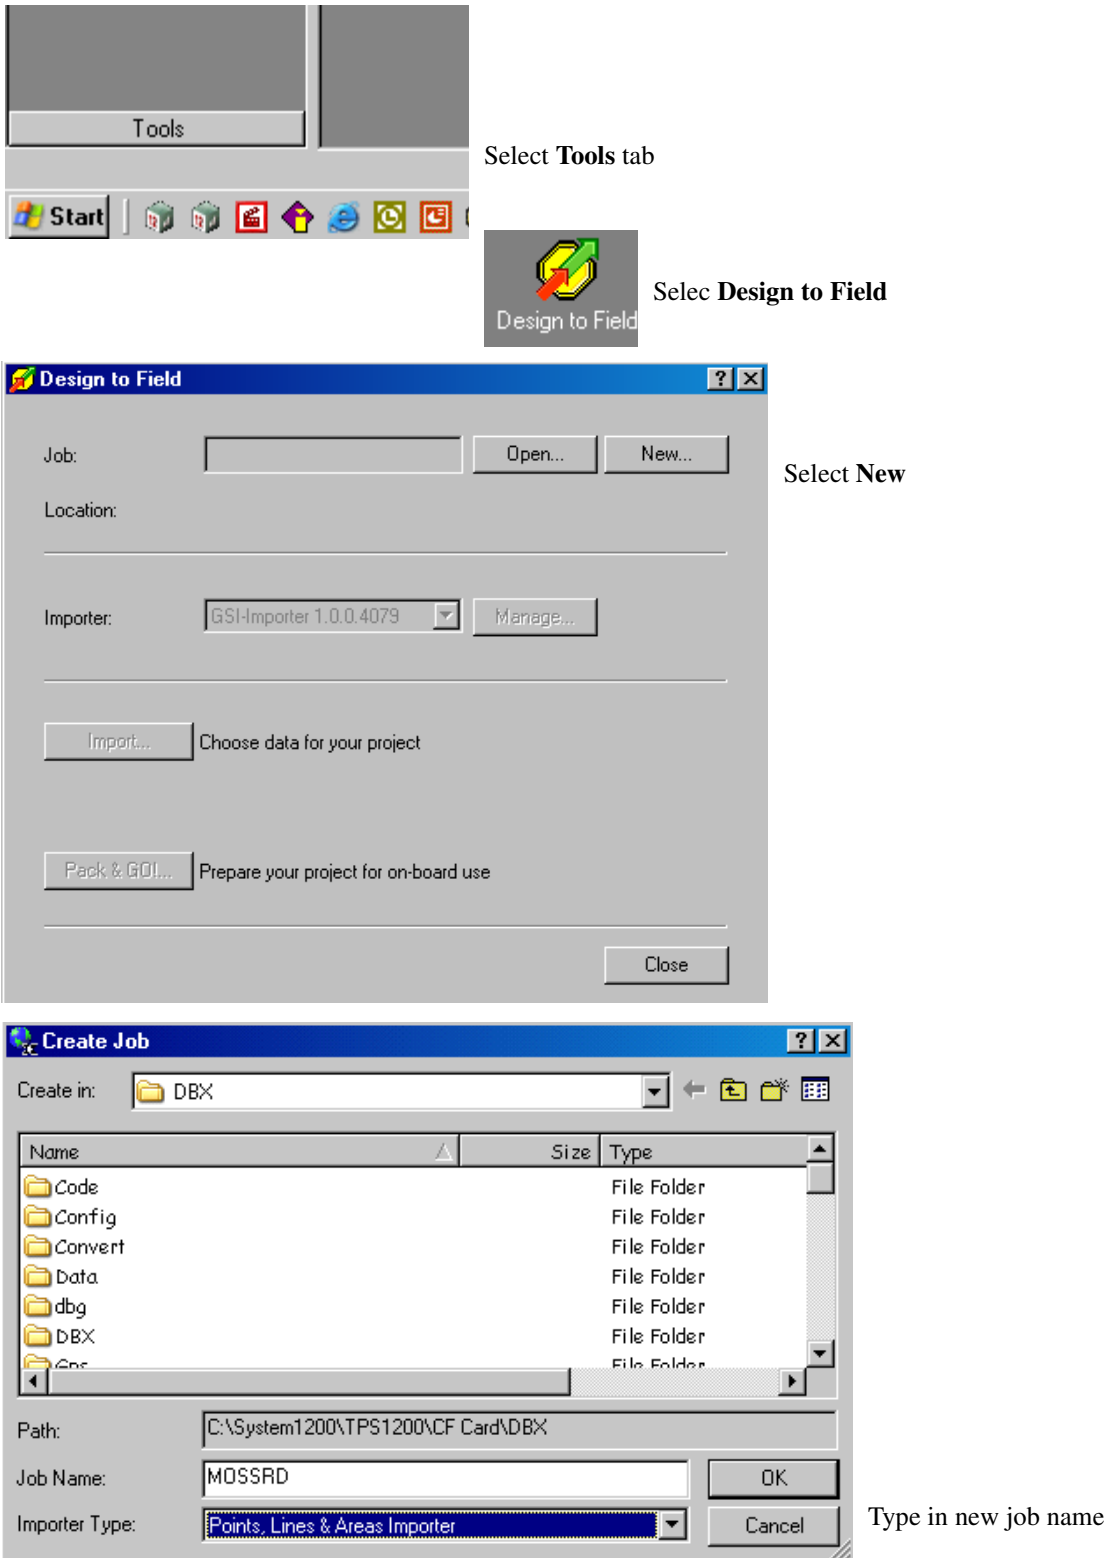 Tools
Select Tools tab
Start
Design to Field
Selec Design to Field
Design to Field
Job:
Open...
New...
Select New
Location:
Importer:
GSI-Importer 1.0.0.4079
Manage...
Import...
Choose data for your project
Pack & GO!...
Prepare your project for on-board use
Close
Create Job
Create in:
DBX
Name
Size
Type
Code
File Folder
Config
File Folder
Convert
File Folder
Data
File Folder
dbg
File Folder
DBX
File Folder
Gps
File Folder
Path:
C:\System1200\TPS1200\CF Card\DBX
Job Name:
MOSSRD
OK
Importer Type:
Points, Lines & Areas Importer
Cancel
Type in new job name